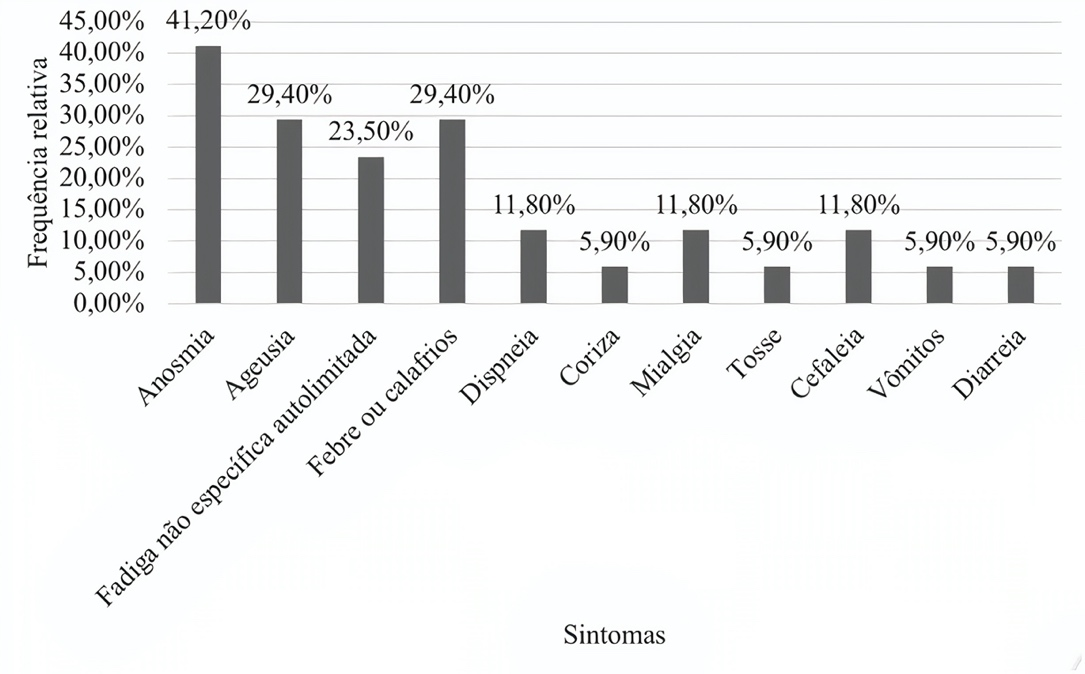 Frequência relativa
45,00%
40,00%
35,00%
30,00%
25,00%
20,00%
15,00%
10,00%
5,00%
0,00%
41,20%
29,40%
23,50%
29,40%
11,80%
5,90%
11,80%
5,90%
11,80%
5,90%
5,90%
Anosmia
Ageusia
Fadiga não específica autolimitada
Febre ou calafrios
Dispneia
Coriza
Mialgia
Tosse
Cefaleia
Vômitos
Diarreia
Sintomas